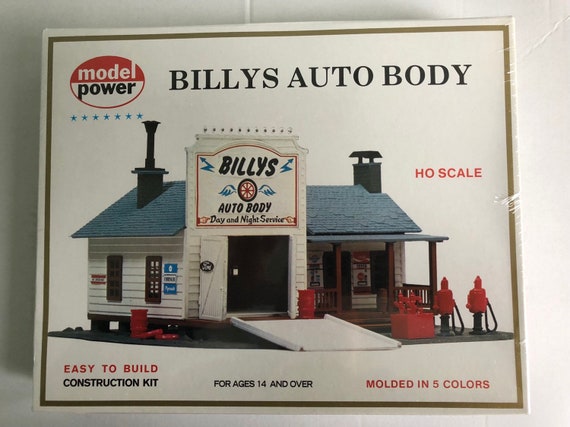 model
power
BILLYS AUTO BODY
HO SCALE
BILLYS
AUTO BODY
Day and Night Service
EASY TO BUILD
CONSTRUCTION KIT
FOR AGES 14 AND OVER
MOLDED IN 5 COLORS